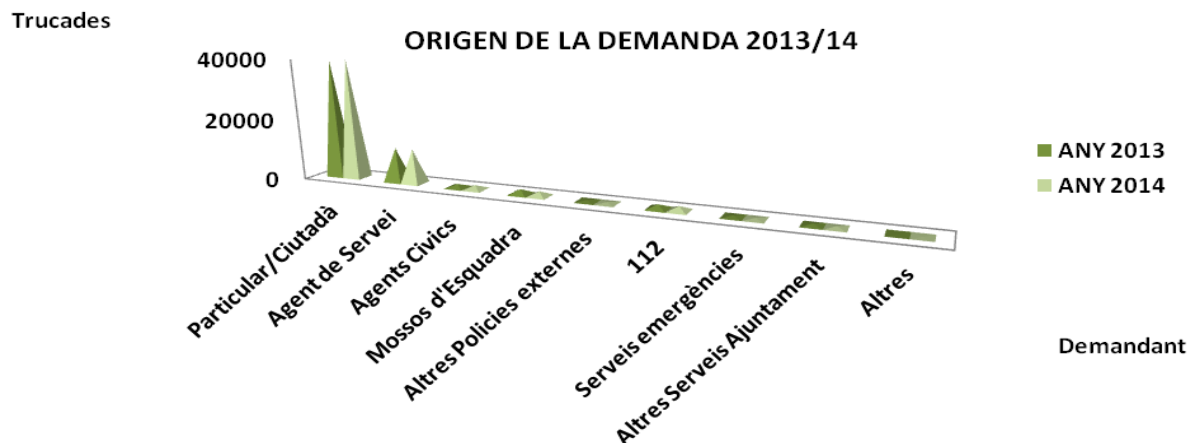 Trucades
ORIGEN DE LA DEMANDA 2013/14
40000
20000
0
ANY 2013
ANY 2014
Particular/Ciutadà
Agent de Servei
Agents Civics
Mossos d'Esquadra
Altres Policies externes
112
Serveis emergències
Altres Serveis Ajuntament
Altres
Demandant